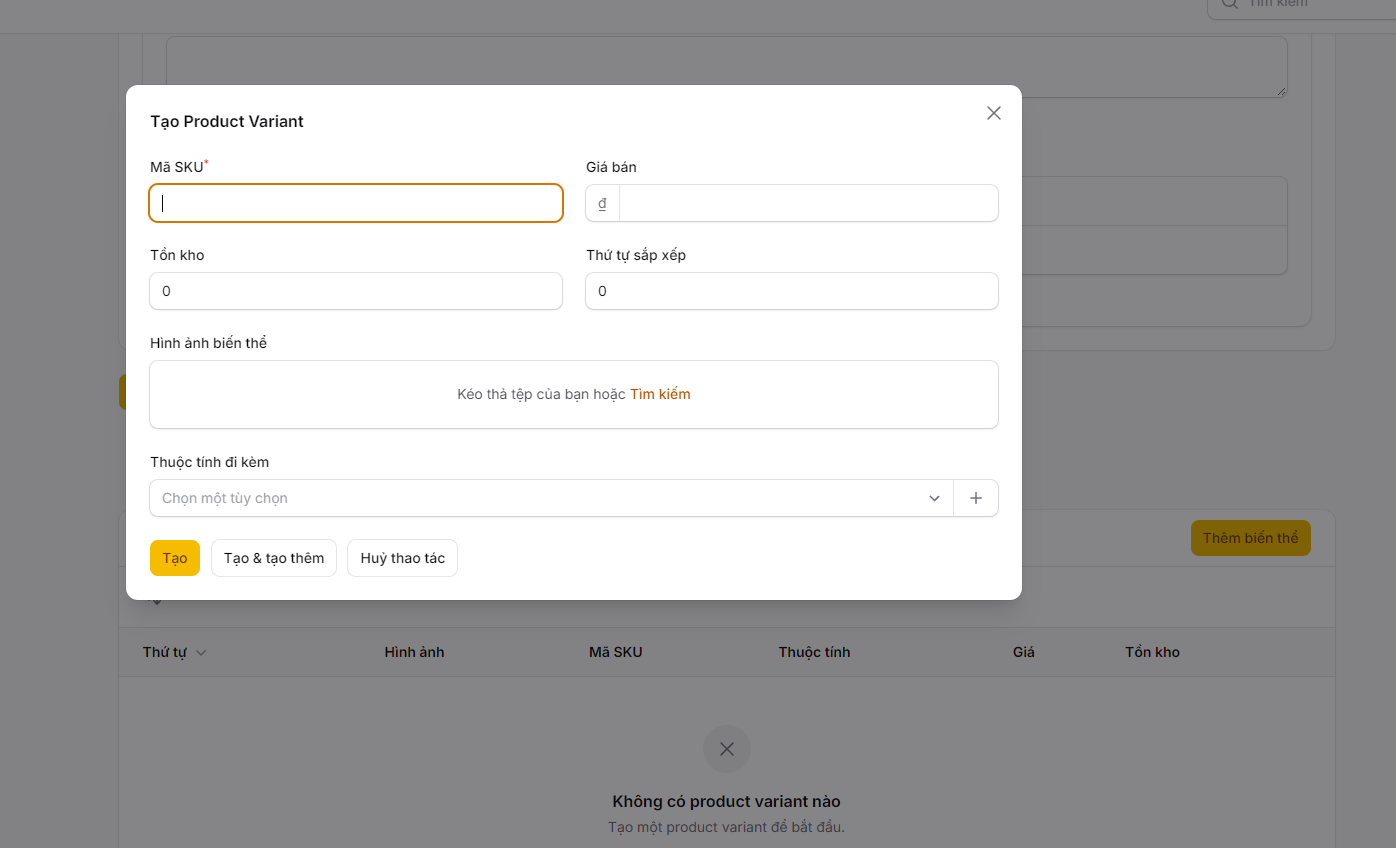 Tìm kiếm
Tạo Product Variant
Mã SKU*
Giá bán
₫
Tồn kho
Thứ tự sắp xếp
0
0
Hình ảnh biến thể
Kéo thả tệp của bạn hoặc Tìm kiếm
Thuộc tính đi kèm
Chọn một tùy chọn
Tạo
Tạo & tạo thêm
Huỷ thao tác
Thêm biến thể
Thứ tự
Hình ảnh
Mã SKU
Thuộc tính
Giá
Tồn kho
Không có product variant nào
Tạo một product variant để bắt đầu.